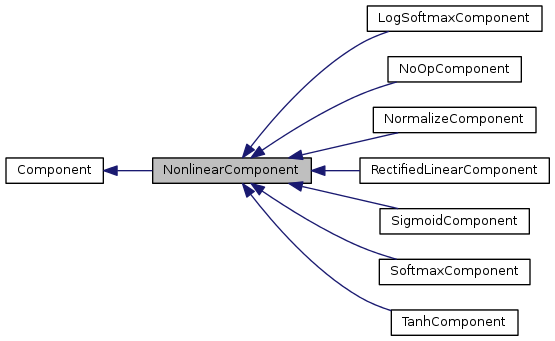 LogSoftmaxComponent
NoOpComponent
NormalizeComponent
Component
NonlinearComponent
RectifiedLinearComponent
SigmoidComponent
SoftmaxComponent
TanhComponent